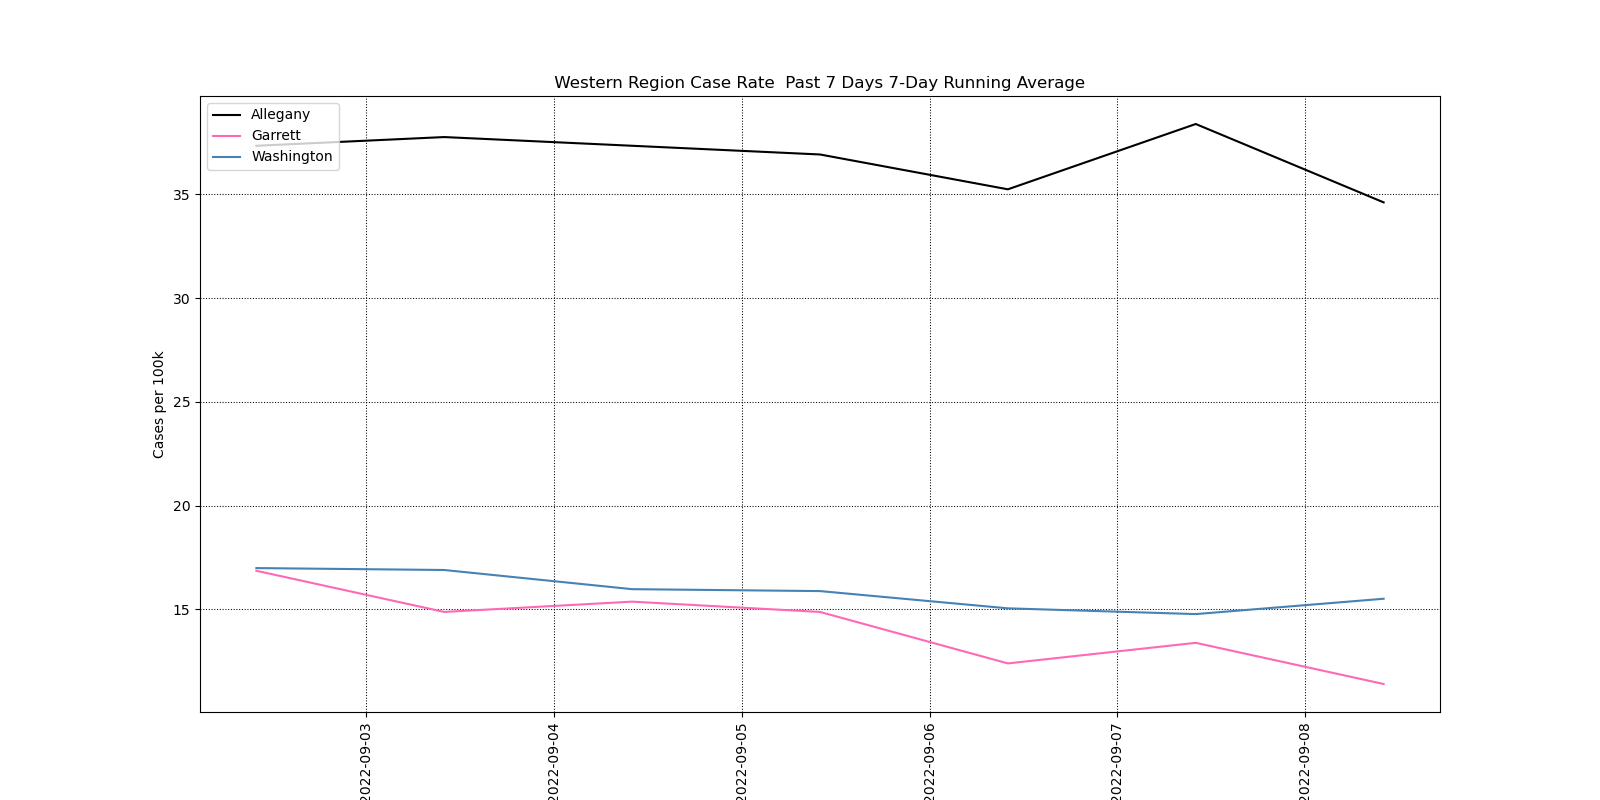 Western Region Case Rate  Past 7 Days 7-Day Running Average
Allegany
Garrett
Washington
Cases per 100k
35
30
25
20
15
2022-09-03
2022-09-04
2022-09-05
2022-09-06
2022-09-07
2022-09-08